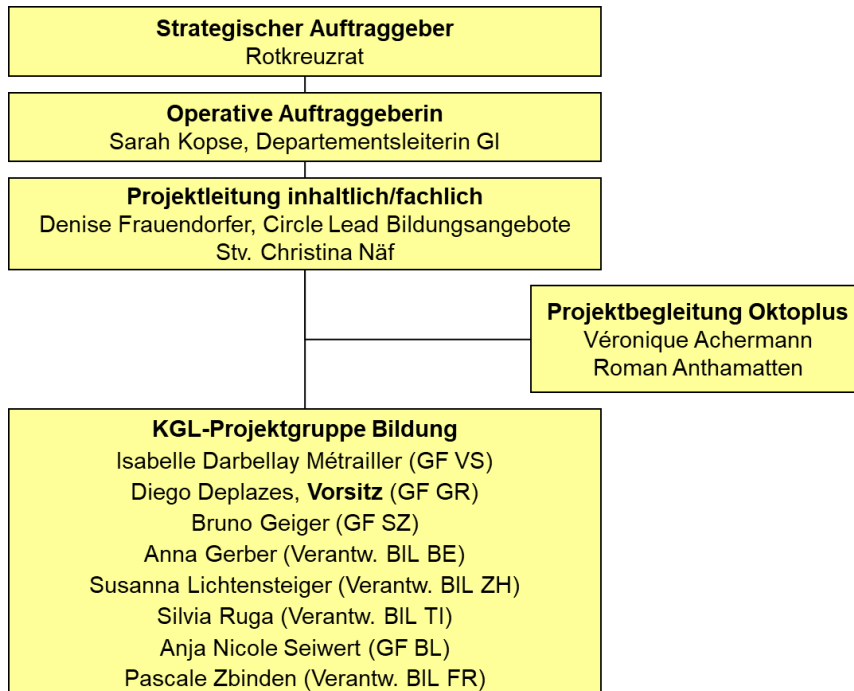 Strategischer Auftraggeber
Rotkreuzrat
Operative Auftraggeberin
Sarah Kopse, Departementsleiterin GI
Projektleitung inhaltlich/fachlich
Denise Frauendorfer, Circle Lead Bildungsangebote
Stv. Christina Näf
Projektbegleitung Oktoplus
Véronique Achermann
Roman Anthamatten
KGL-Projektgruppe Bildung
Isabelle Darbellay Métrailler (GF VS)
Diego Deplazes, Vorsitz (GF GR)
Bruno Geiger (GF SZ)
Anna Gerber (Verantw. BIL BE)
Susanna Lichtensteiger (Verantw. BIL ZH)
Silvia Ruga (Verantw. BIL TI)
Anja Nicole Seiwert (GF BL)
Pascale Zbinden (Verantw. BIL FR)